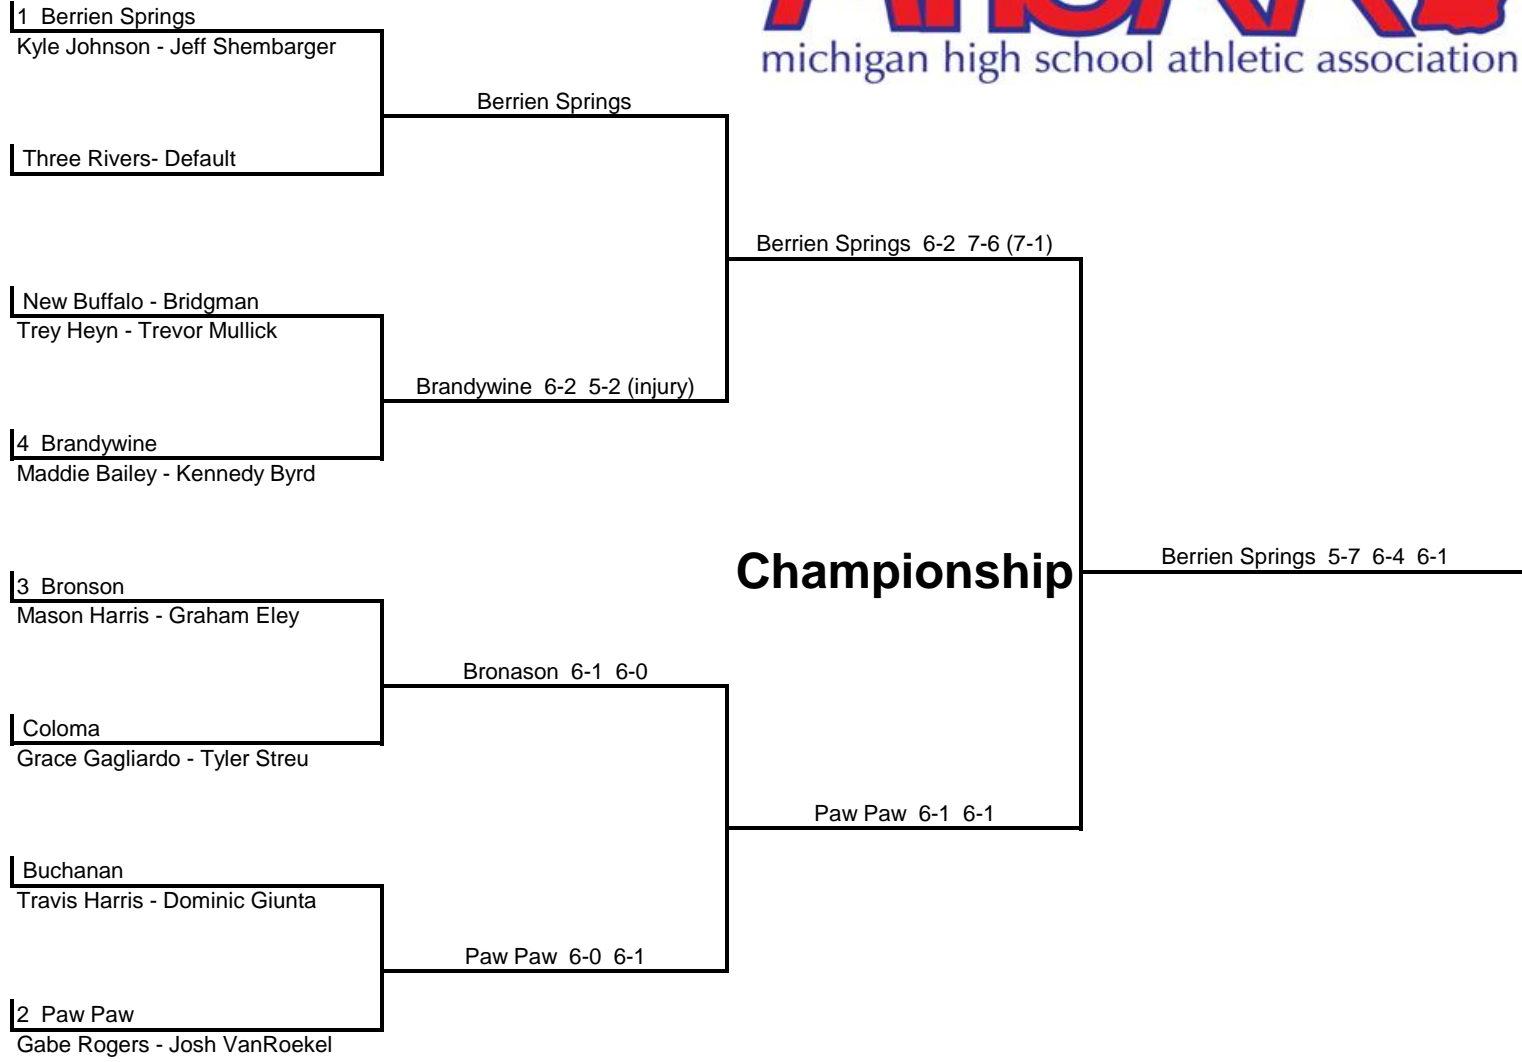 1 Berrien Springs
Kyle Johnson - Jeff Shembarger
michigan high school athletic association
Berrien Springs
Three Rivers- Default
Berrien Springs 6-2 7-6 (7-1)
New Buffalo - Bridgman
Trey Heyn - Trevor Mullick
Brandywine 6-2 5-2 (injury)
4 Brandywine
Maddie Bailey - Kennedy Byrd
Championship
Berrien Springs 5-7 6-4 6-1
3 Bronson
Mason Harris - Graham Eley
Bronason 6-1 6-0
Coloma
Grace Gagliardo - Tyler Streu
Paw Paw 6-1 6-1
Buchanan
Travis Harris - Dominic Giunta
Paw Paw 6-0 6-1
2 Paw Paw
Gabe Rogers - Josh VanRoekel